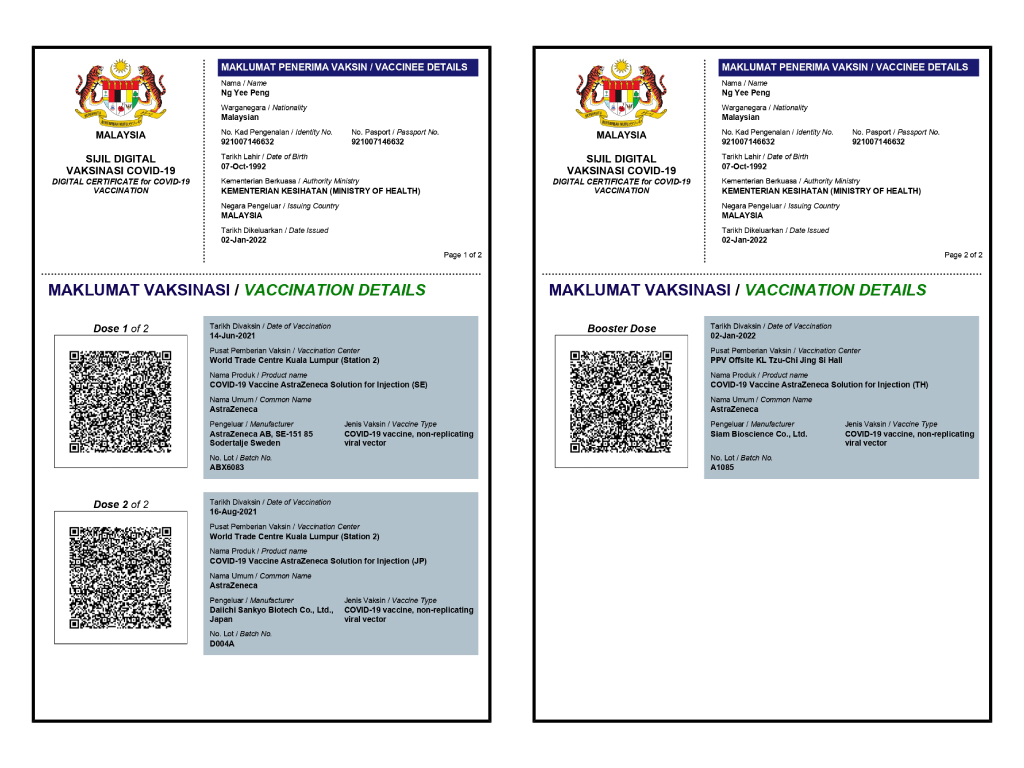 MALAYSIA
SIJIL DIGITAL
VAKSINASI COVID-19
DIGITAL CERTIFICATE for COVID-19
VACCINATION
MAKLUMAT PENERIMA VAKSIN / VACCINEE DETAILS
Nama / Name
Ng Yee Peng
Warganegara / Nationality
Malaysian
No. Kad Pengenalan / Identity No. No. Pasport / Passport No.
921007146632 921007146632
Tarikh Lahir / Date of Birth
07-Oct-1992
Kementerian Berkuasa / Authority Ministry
KEMENTERIAN KESIHATAN (MINISTRY OF HEALTH)
Negara Pengeluar / Issuing Country
MALAYSIA
Tarikh Dikeluarkan / Date Issued
02-Jan-2022
Page 1 of 2
MAKLUMAT VAKSINASI / VACCINATION DETAILS
Dose 1 of 2
Tarikh Divaksin / Date of Vaccination
14-Jun-2021
Pusat Pemberian Vaksin / Vaccination Center
World Trade Centre Kuala Lumpur (Station 2)
Nama Produk / Product name
COVID-19 Vaccine AstraZeneca Solution for Injection (SE)
Nama Umum / Common Name
AstraZeneca
Pengeluar / Manufacturer Jenis Vaksin / Vaccine Type
AstraZeneca AB, SE-151 85 COVID-19 vaccine, non-replicating
Sodertalje Sweden viral vector
No. Lot / Batch No.
ABX6083
Dose 2 of 2
Tarikh Divaksin / Date of Vaccination
16-Aug-2021
Pusat Pemberian Vaksin / Vaccination Center
World Trade Centre Kuala Lumpur (Station 2)
Nama Produk / Product name
COVID-19 Vaccine AstraZeneca Solution for Injection (JP)
Nama Umum / Common Name
AstraZeneca
Pengeluar / Manufacturer Jenis Vaksin / Vaccine Type
Daiichi Sankyo Biotech Co., Ltd., COVID-19 vaccine, non-replicating
Japan viral vector
No. Lot / Batch No.
D004A
MALAYSIA
SIJIL DIGITAL
VAKSINASI COVID-19
DIGITAL CERTIFICATE for COVID-19
VACCINATION
MAKLUMAT PENERIMA VAKSIN / VACCINEE DETAILS
Nama / Name
Ng Yee Peng
Warganegara / Nationality
Malaysian
No. Kad Pengenalan / Identity No. No. Pasport / Passport No.
921007146632 921007146632
Tarikh Lahir / Date of Birth
07-Oct-1992
Kementerian Berkuasa / Authority Ministry
KEMENTERIAN KESIHATAN (MINISTRY OF HEALTH)
Negara Pengeluar / Issuing Country
MALAYSIA
Tarikh Dikeluarkan / Date Issued
02-Jan-2022
Page 2 of 2
MAKLUMAT VAKSINASI / VACCINATION DETAILS
Booster Dose
Tarikh Divaksin / Date of Vaccination
02-Jan-2022
Pusat Pemberian Vaksin / Vaccination Center
PPV Offsite KL Tzu-Chi Jing Si Hall
Nama Produk / Product name
COVID-19 Vaccine AstraZeneca Solution for Injection (TH)
Nama Umum / Common Name
AstraZeneca
Pengeluar / Manufacturer Jenis Vaksin / Vaccine Type
Siam Bioscience Co., Ltd. COVID-19 vaccine, non-replicating
viral vector
No. Lot / Batch No.
A1085